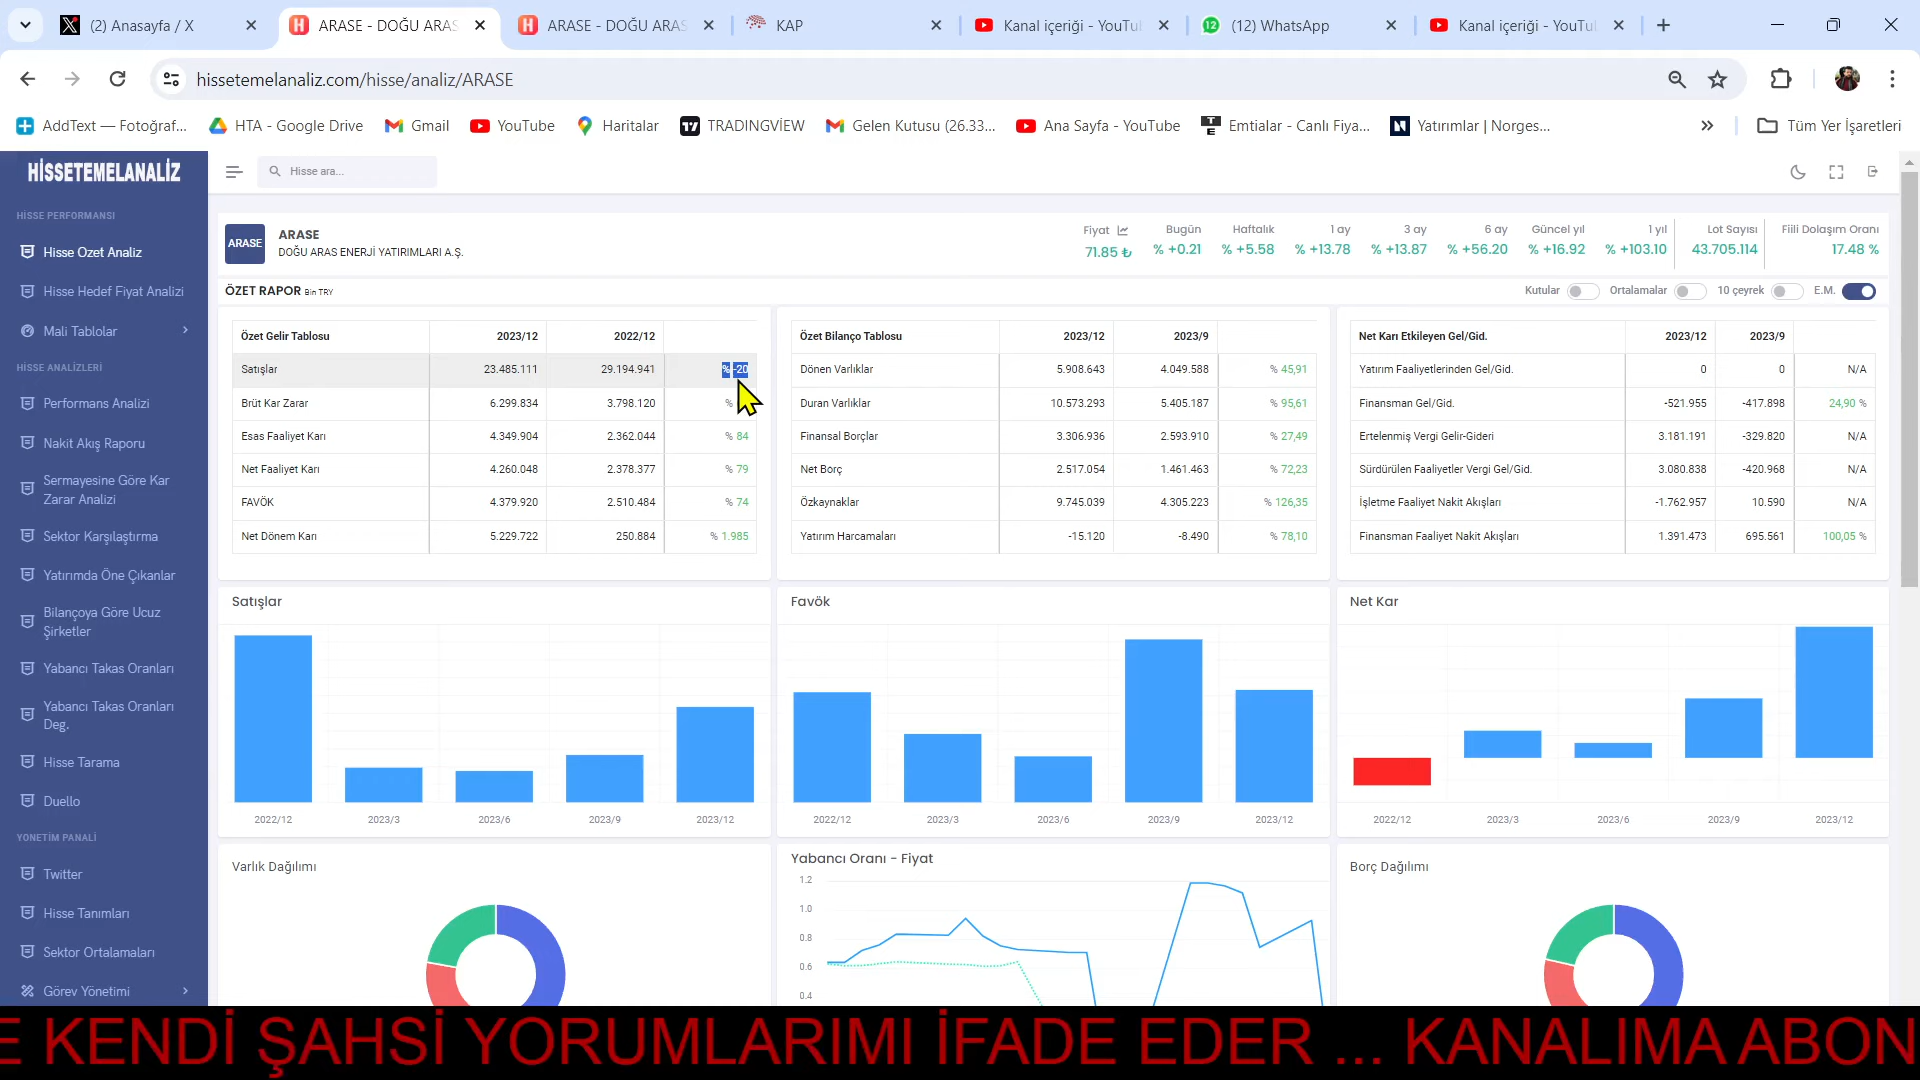 (2) Anasayfa / X
ARASE - DOĞU ARAS
ARASE - DOĞU ARAS
KAP
Kanal içeriği - YouTu
(12) WhatsApp
Kanal içeriği - YouTu
hissetemelanaliz.com/hisse/analiz/ARASE
AddText — Fotoğraf...
HTA - Google Drive
Gmail
YouTube
Haritalar
TRADINGVİEW
Gelen Kutusu (26.33...
Ana Sayfa - YouTube
Emtialar - Canlı Fiya...
Yatırımlar | Norges...
Tüm Yer İşaretleri
HİSSETEMELANALİZ
Hisse ara...
HİSSE PERFORMANSI
Hisse Ozet Analiz
Hisse Hedef Fiyat Analizi
Mali Tablolar
HİSSE ANALİZLERİ
Performans Analizi
Nakit Akış Raporu
Sermayesine Göre Kar
Zarar Analizi
Sektor Karşılaştırma
Yatırımda Öne Çıkanlar
Bilançoya Göre Ucuz
Şirketler
Yabancı Takas Oranları
Yabancı Takas Oranları
Deg.
Hisse Tarama
Duello
YONETİM PANALİ
Twitter
Hisse Tanımları
Sektor Ortalamaları
Görev Yönetimi
ARASE
ARASE
DOĞU ARAS ENERJİ YATIRIMLARI A.Ş.
Fiyat Bugün Haftalık 1 ay 3 ay 6 ay Güncel yıl 1 yıl Lot Sayısı Fiili Dolaşım Oranı
71.85 ₺ % +0.21 % +5.58 % +13.78 % +13.87 % +56.20 % +16.92 % +103.10 43.705.114 17.48 %
ÖZET RAPOR Bin TRY
Kutular Ortalamalar 10 çeyrek E.M.
Özet Gelir Tablosu 2023/12 2022/12
Satışlar 23.485.111 29.194.941 % -20
Brüt Kar Zarar 6.299.834 3.798.120 %
Esas Faaliyet Karı 4.349.904 2.362.044 % 84
Net Faaliyet Karı 4.260.048 2.378.377 % 79
FAVÖK 4.379.920 2.510.484 % 74
Net Dönem Karı 5.229.722 250.884 % 1.985
Özet Bilanço Tablosu 2023/12 2023/9
Dönen Varlıklar 5.908.643 4.049.588 % 45,91
Duran Varlıklar 10.573.293 5.405.187 % 95,61
Finansal Borçlar 3.306.936 2.593.910 % 27,49
Net Borç 2.517.054 1.461.463 % 72,23
Özkaynaklar 9.745.039 4.305.223 % 126,35
Yatırım Harcamaları -15.120 -8.490 % 78,10
Net Karı Etkileyen Gel/Gid. 2023/12 2023/9
Yatırım Faaliyetlerinden Gel/Gid. 0 0 N/A
Finansman Gel/Gid. -521.955 -417.898 24,90 %
Ertelenmiş Vergi Gelir-Gideri 3.181.191 -329.820 N/A
Sürdürülen Faaliyetler Vergi Gel/Gid. 3.080.838 -420.968 N/A
İşletme Faaliyet Nakit Akışları -1.762.957 10.590 N/A
Finansman Faaliyet Nakit Akışları 1.391.473 695.561 100,05 %
Satışlar
2022/12 2023/3 2023/6 2023/9 2023/12
Favök
2022/12 2023/3 2023/6 2023/9 2023/12
Net Kar
2022/12 2023/3 2023/6 2023/9 2023/12
Varlık Dağılımı
Yabancı Oranı - Fiyat
1.2
1.0
0.8
0.6
0.4
Borç Dağılımı
E KENDİ ŞAHSİ YORUMLARIMI İFADE EDER ... KANALIMA ABON